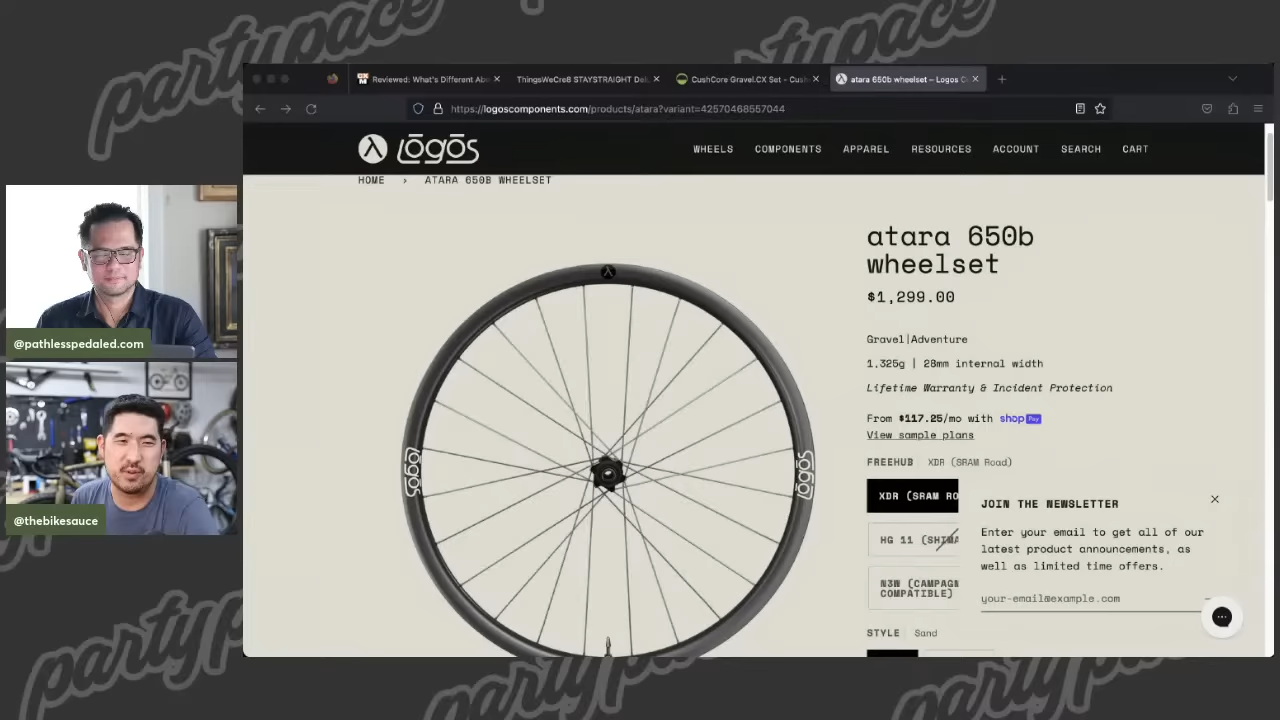 partypace
partypace
Reviewed: What's Different Ab
ThingsWeCre8 STAYSTRAIGHT De
CushCore Gravel.CX Set - Cush
atara 650b wheelset – Logos C
https://logoscomponents.com/products/atara?variant=42570468557044
lōgōs
WHEELS
COMPONENTS
APPAREL
RESOURCES
ACCOUNT
SEARCH
CART
HOME › ATARA 650B WHEELSET
atara 650b
wheelset
$1,299.00
Gravel|Adventure
1.325g | 28mm internal width
Lifetime Warranty & Incident Protection
From $117.25/mo with shop Pay
View sample plans
FREEHUB XDR (SRAM Road)
XDR (SRAM RO
HG 11 (SHIMA
N3W (CAMPAGN
COMPATIBLE)
STYLE Sand
JOIN THE NEWSLETTER
Enter your email to get all of our
latest product announcements, as
well as limited time offers.
your-email@example.com
lōgōs
lōgōs
@pathlesspedaled.com
@thebikesauce
partypace
partypace
partypace